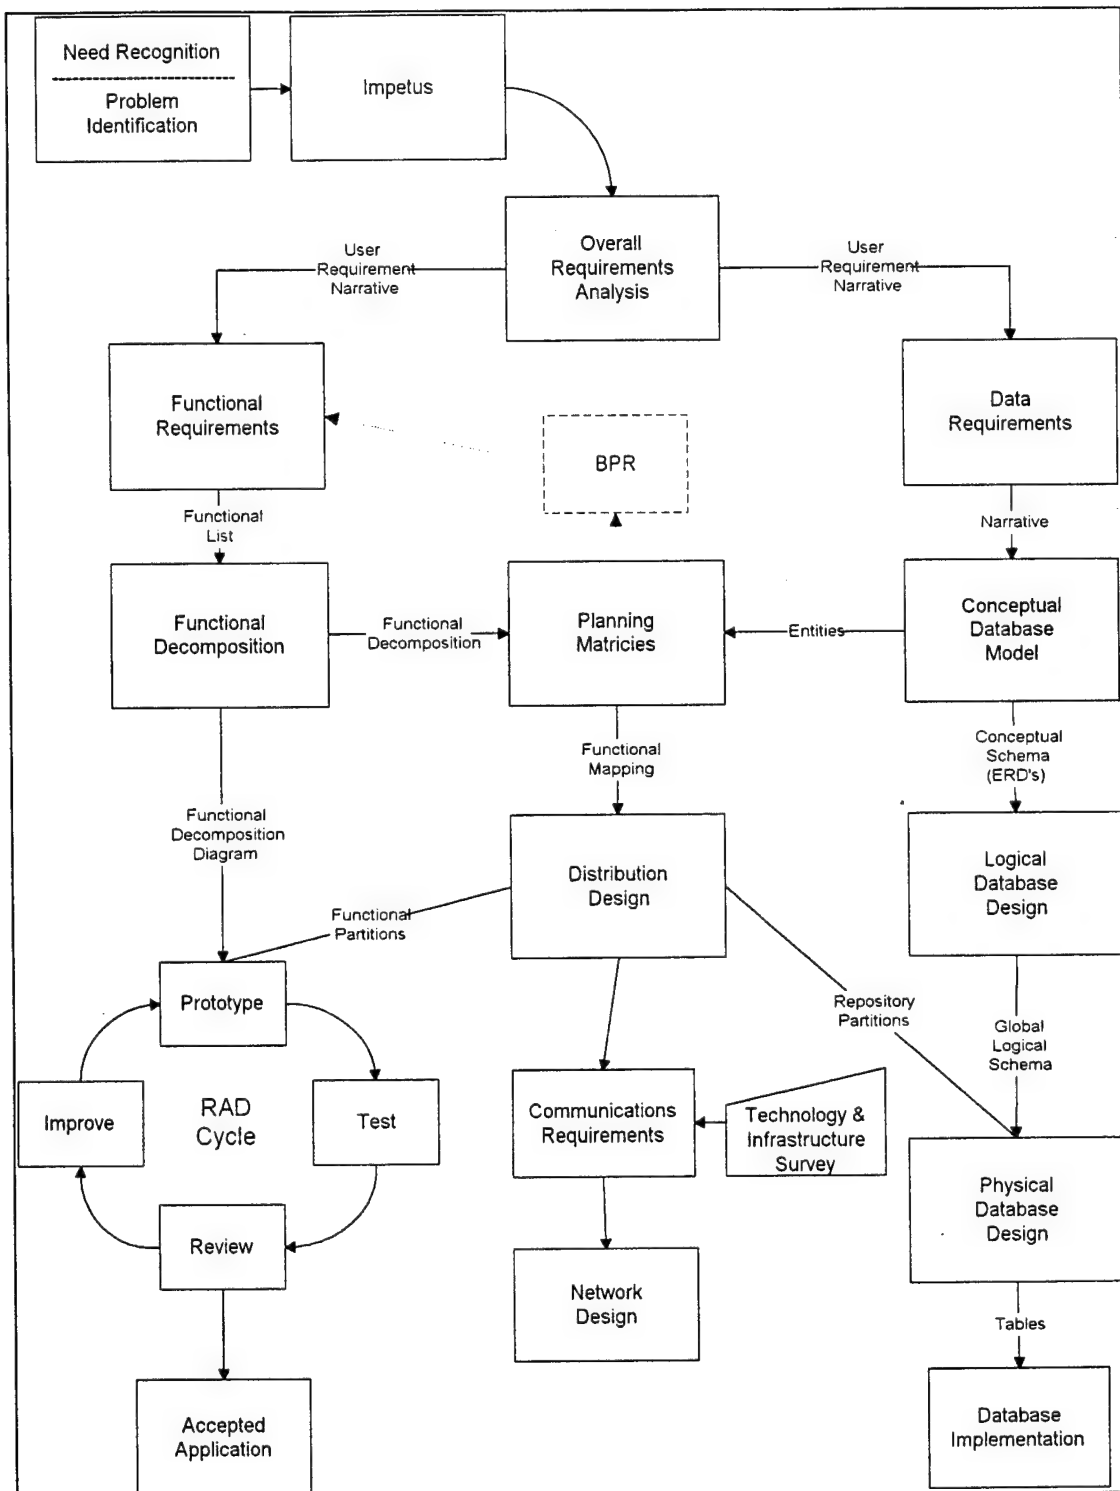 Need Recognition
Problem
Identification
Impetus
Overall
Requirements
Analysis
User
Requirement
Narrative
User
Requirement
Narrative
Functional
Requirements
BPR
Data
Requirements
Functional
List
Narrative
Functional
Decomposition
Functional
Decomposition
Planning
Matricies
Entities
Conceptual
Database
Model
Functional
Mapping
Conceptual
Schema
(ERD's)
Functional
Decomposition
Diagram
Distribution
Design
Logical
Database
Design
Functional
Partitions
Repository
Partitions
Global
Logical
Schema
Prototype
Improve
RAD
Cycle
Test
Review
Communications
Requirements
Technology &
Infrastructure
Survey
Physical
Database
Design
Network
Design
Tables
Accepted
Application
Database
Implementation